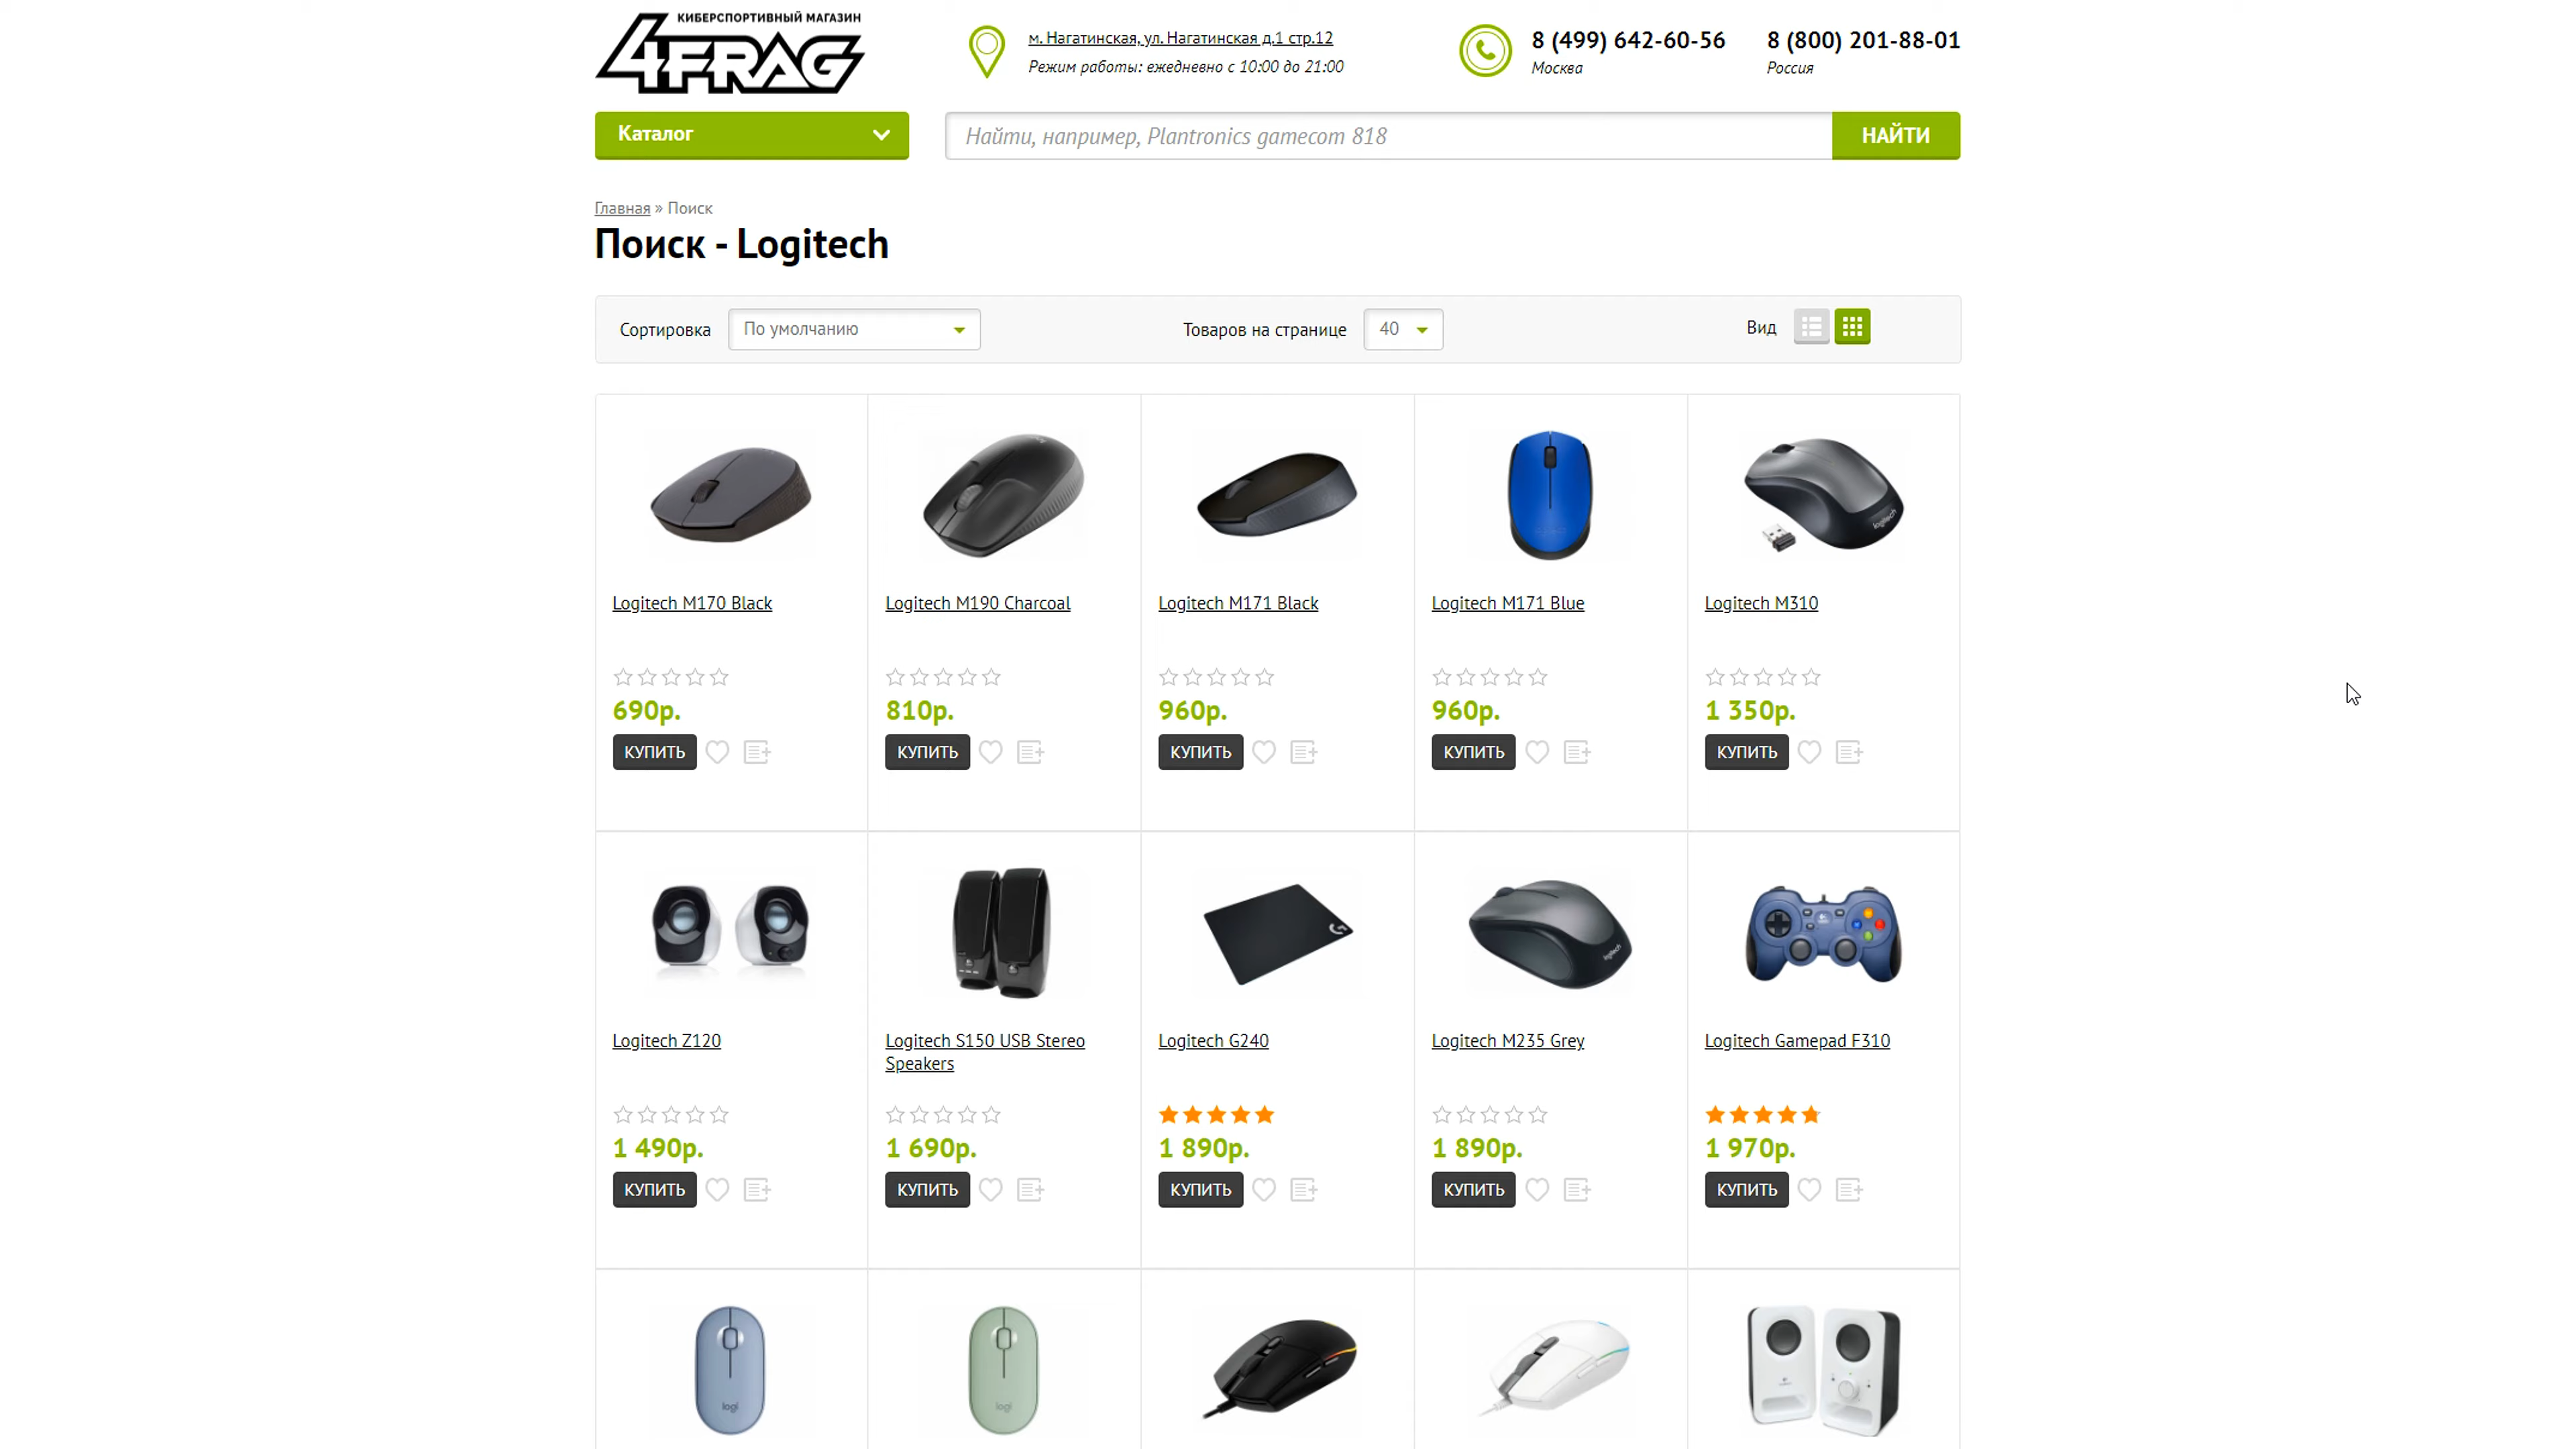 КИБЕРСПОРТИВНЫЙ МАГАЗИН
4FRAG
м. Нагатинская, ул. Нагатинская д.1 стр.12
Режим работы: ежедневно с 10:00 до 21:00
8 (499) 642-60-56
Москва
8 (800) 201-88-01
Россия
Каталог
Найти, например, Plantronics gamecom 818
НАЙТИ
Главная » Поиск
Поиск - Logitech
Сортировка
По умолчанию
Товаров на странице
40
Вид
logitech
Logitech M170 Black
Logitech M190 Charcoal
Logitech M171 Black
Logitech M171 Blue
Logitech M310
690р.
810р.
960р.
960р.
1 350р.
КУПИТЬ
КУПИТЬ
КУПИТЬ
КУПИТЬ
КУПИТЬ
logitech
Logitech Z120
Logitech S150 USB Stereo
Speakers
Logitech G240
Logitech M235 Grey
Logitech Gamepad F310
1 490р.
1 690р.
1 890р.
1 890р.
1 970р.
КУПИТЬ
КУПИТЬ
КУПИТЬ
КУПИТЬ
КУПИТЬ
logi
logi